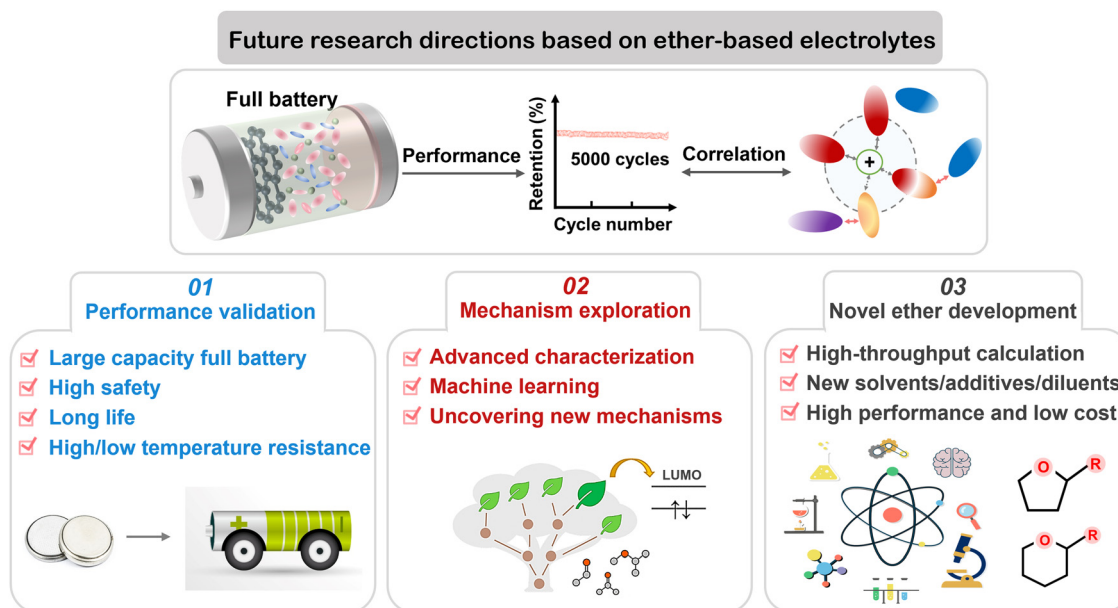 Future research directions based on ether-based electrolytes
Full battery
Performance
Retention (%)
5000 cycles
Cycle number
Correlation
+
01
Performance validation
Large capacity full battery
High safety
Long life
High/low temperature resistance
02
Mechanism exploration
Advanced characterization
Machine learning
Uncovering new mechanisms
LUMO
03
Novel ether development
High-throughput calculation
New solvents/additives/diluents
High performance and low cost
O
R
O
R